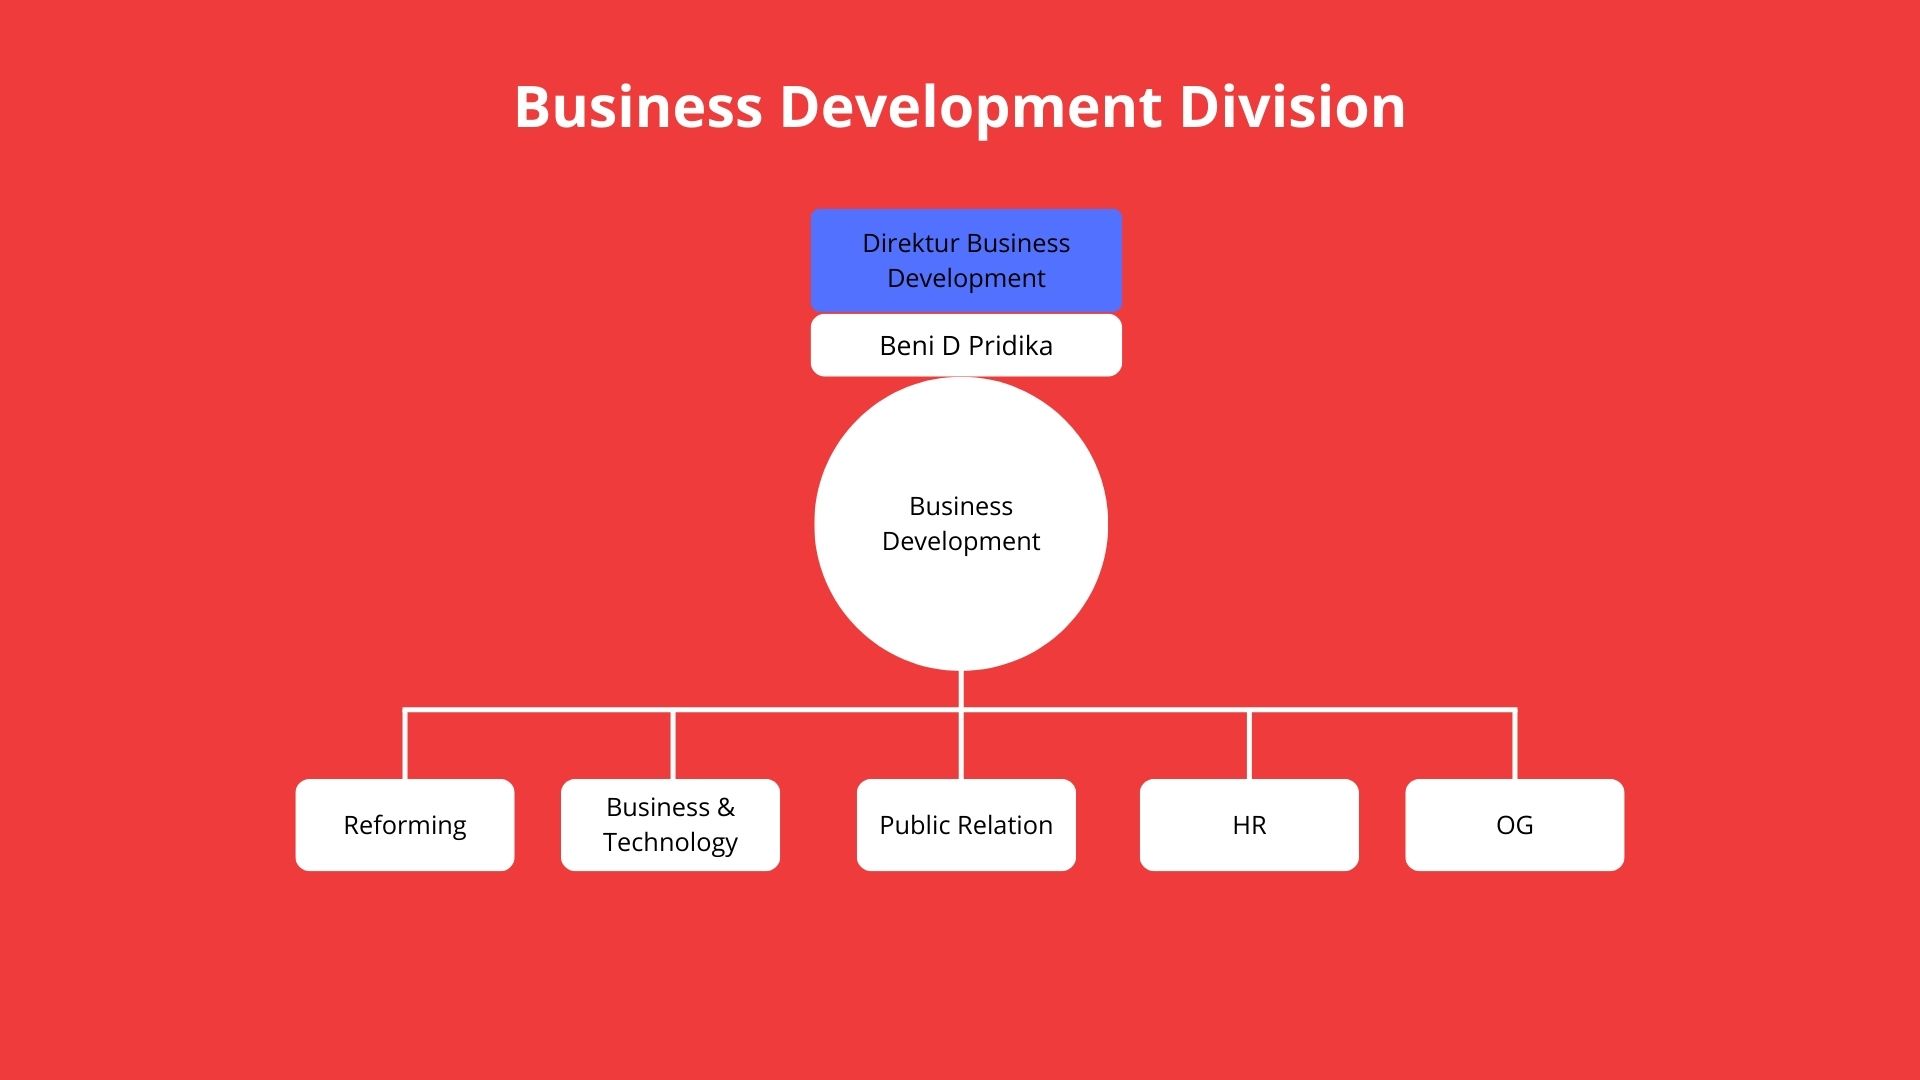 Business Development Division
Direktur Business
Development
Beni D Pridika
Business
Development
Reforming
Business &
Technology
Public Relation
HR
OG